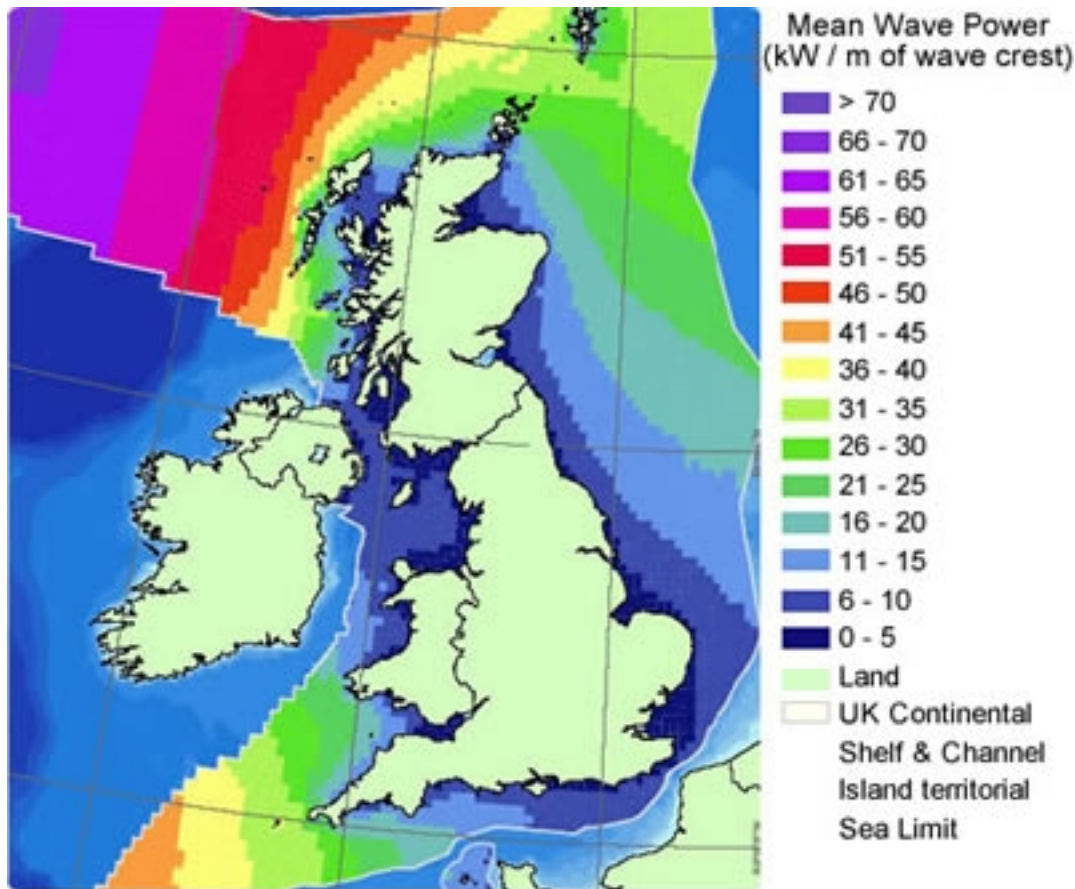 Mean Wave Power
(kW / m of wave crest)
> 70
66 - 70
61 - 65
56 - 60
51 - 55
46 - 50
41 - 45
36 - 40
31 - 35
26 - 30
21 - 25
16 - 20
11 - 15
6 - 10
0 - 5
Land
UK Continental
Shelf & Channel
Island territorial
Sea Limit